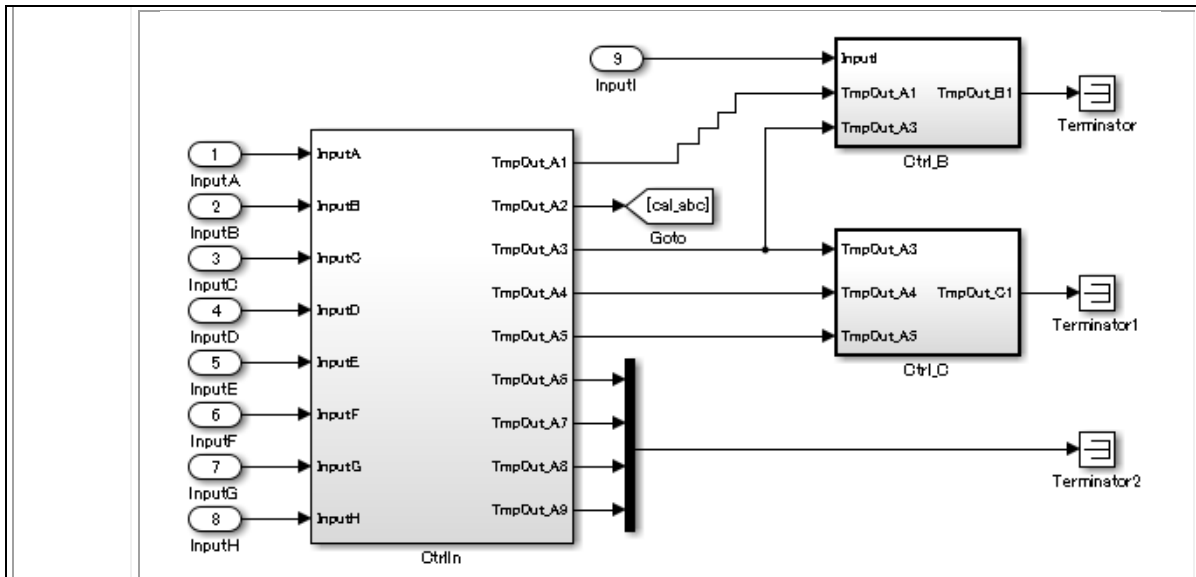 9
InputI
InputI
TmpOut_A1
TmpOut_B1
TmpOut_A3
Ctrl_B
Terminator
1
InputA
InputA
TmpOut_A1
2
InputB
InputB
TmpOut_A2
[cal_abc]
Goto
3
InputC
InputC
TmpOut_A3
TmpOut_A3
4
InputD
InputD
TmpOut_A4
TmpOut_A4
TmpOut_C1
Terminator1
5
InputE
InputE
TmpOut_A5
TmpOut_A5
Ctrl_C
6
InputF
InputF
TmpOut_A6
7
InputG
InputG
TmpOut_A7
8
InputH
InputH
TmpOut_A8
TmpOut_A9
Terminator2
CtrlIn